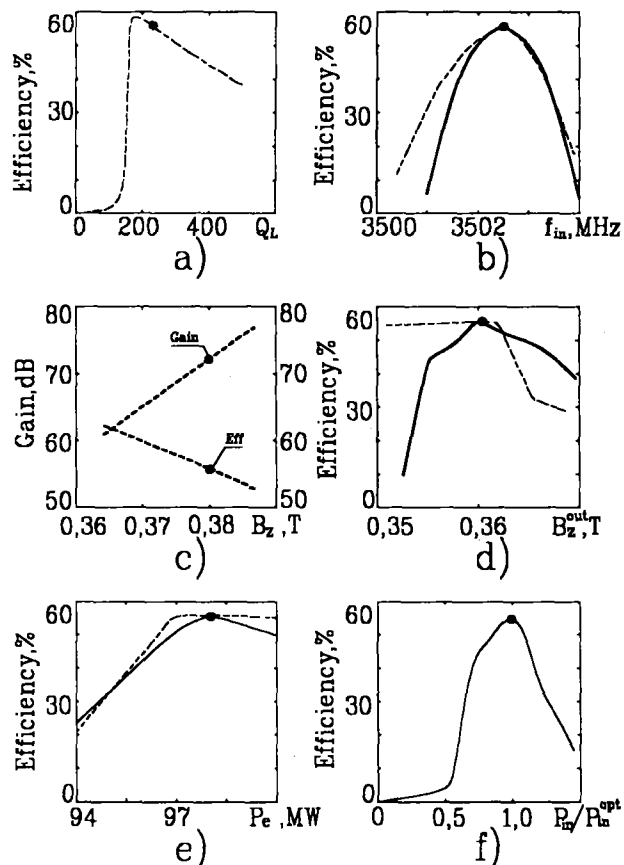 60
30
0
Efficiency,%
0 200 400 Q_L
a)
60
30
0
Efficiency,%
3500 3502 f_in,MHz
b)
80
70
60
50
Gain,dB
80
70
60
50
Gain
Eff
0,36 0,37 0,38 B_z,T
c)
60
30
0
Efficiency,%
0,35 0,36 B_z^out,T
d)
60
30
0
Efficiency,%
94 97 P_e,MW
e)
60
30
0
Efficiency,%
0 0,5 1,0 P_in/P_in^opt
f)